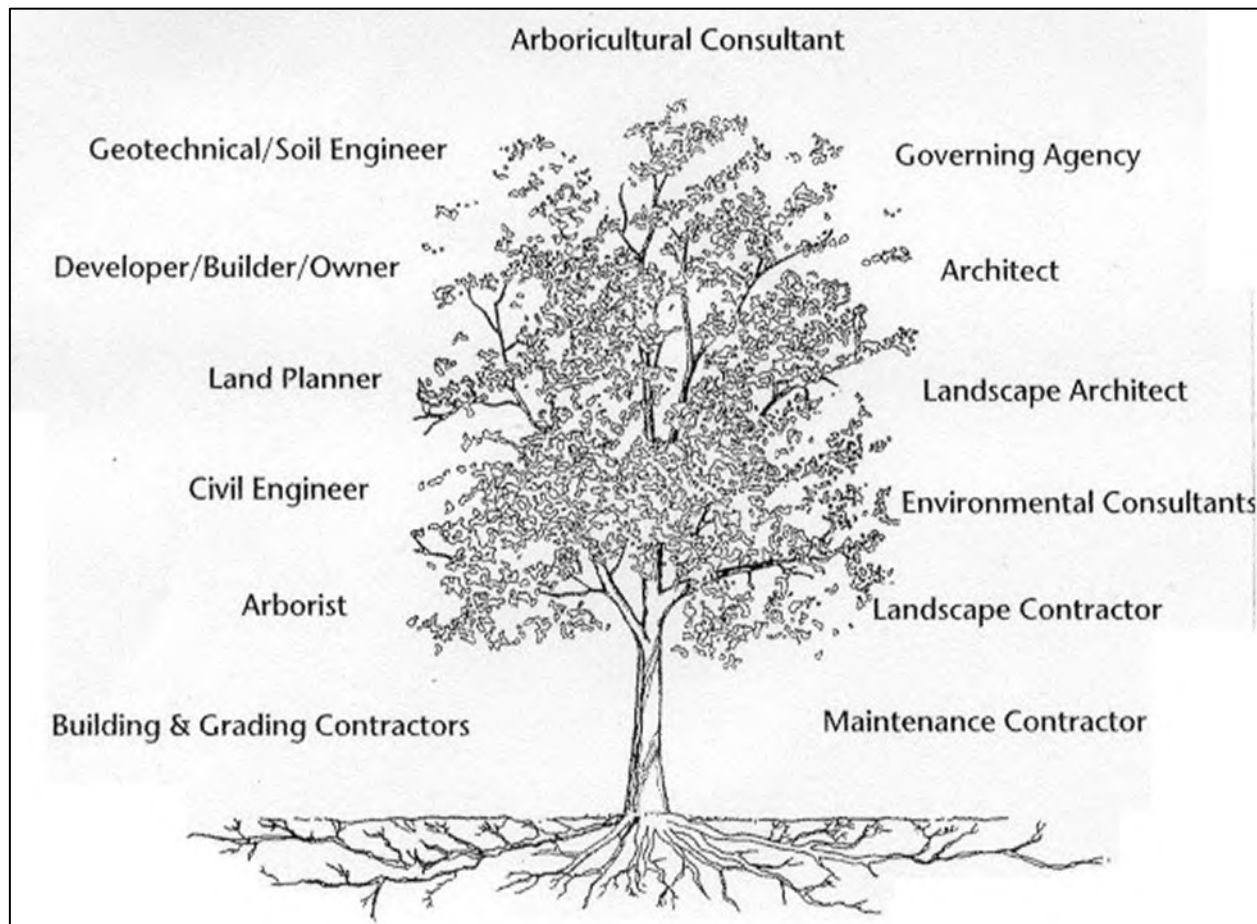 Arboricultural Consultant
Geotechnical/Soil Engineer
Governing Agency
Developer/Builder/Owner
Architect
Land Planner
Landscape Architect
Civil Engineer
Environmental Consultants
Arborist
Landscape Contractor
Building & Grading Contractors
Maintenance Contractor